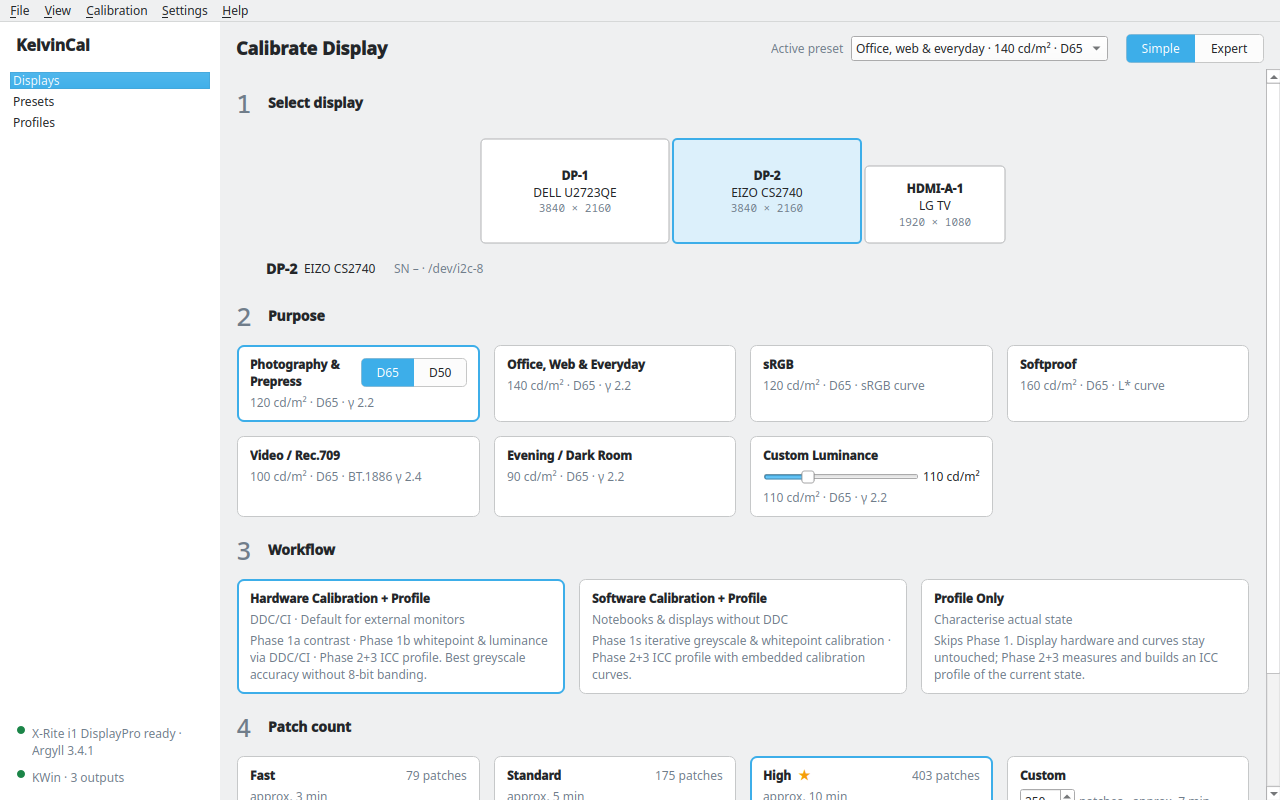 File View Calibration Settings Help
KelvinCal
Displays
Presets
Profiles
X-Rite i1 DisplayPro ready ·
Argyll 3.4.1
KWin · 3 outputs
Calibrate Display
Active preset Office, web & everyday · 140 cd/m² · D65 Simple Expert
1 Select display
DP-1
DELL U2723QE
3840 × 2160
DP-2
EIZO CS2740
3840 × 2160
HDMI-A-1
LG TV
1920 × 1080
DP-2 EIZO CS2740 SN – · /dev/i2c-8
2 Purpose
Photography &
Prepress
D65 D50
120 cd/m² · D65 · γ 2.2
Office, Web & Everyday
140 cd/m² · D65 · γ 2.2
sRGB
120 cd/m² · D65 · sRGB curve
Softproof
160 cd/m² · D65 · L* curve
Video / Rec.709
100 cd/m² · D65 · BT.1886 γ 2.4
Evening / Dark Room
90 cd/m² · D65 · γ 2.2
Custom Luminance
110 cd/m²
110 cd/m² · D65 · γ 2.2
3 Workflow
Hardware Calibration + Profile
DDC/CI · Default for external monitors
Phase 1a contrast · Phase 1b whitepoint & luminance
via DDC/CI · Phase 2+3 ICC profile. Best greyscale
accuracy without 8-bit banding.
Software Calibration + Profile
Notebooks & displays without DDC
Phase 1s iterative greyscale & whitepoint calibration ·
Phase 2+3 ICC profile with embedded calibration
curves.
Profile Only
Characterise actual state
Skips Phase 1. Display hardware and curves stay
untouched; Phase 2+3 measures and builds an ICC
profile of the current state.
4 Patch count
Fast 79 patches
approx. 3 min
Standard 175 patches
approx. 5 min
High ★ 403 patches
approx. 10 min
Custom
250 patches · approx. 7 min